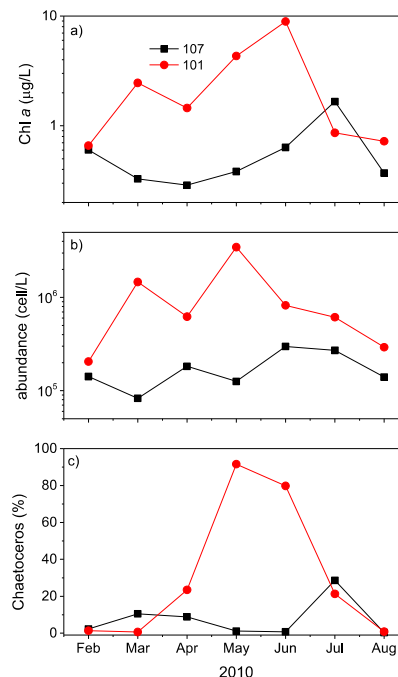 a)
107
101
10
1
Chl a (µg/L)
b)
10^6
10^5
abundance (cell/L)
c)
100
80
60
40
20
0
Chaetoceros (%)
Feb Mar Apr May Jun Jul Aug
2010